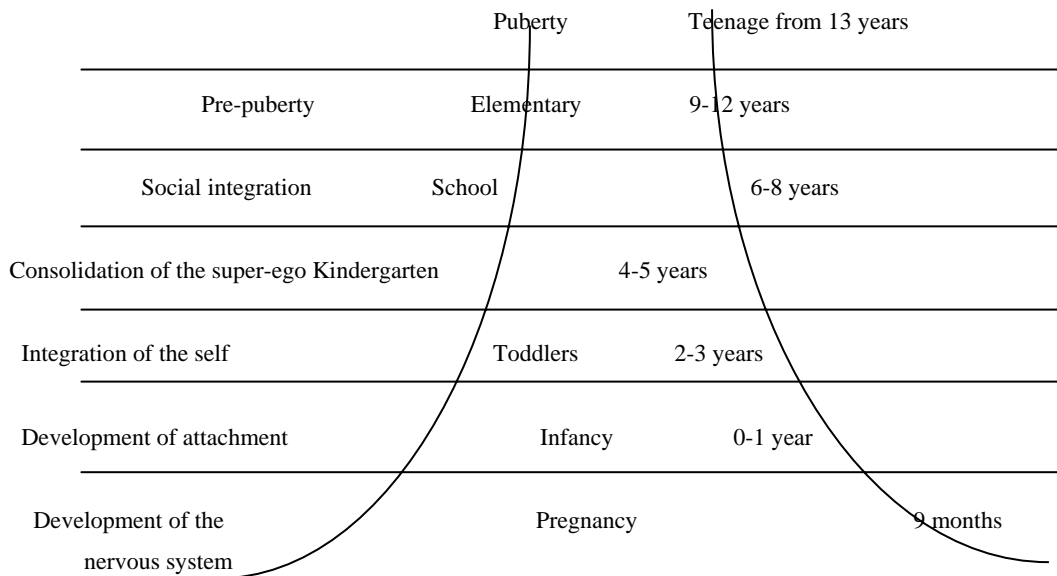 Puberty Teenage from 13 years
Pre-puberty Elementary 9-12 years
Social integration School 6-8 years
Consolidation of the super-ego Kindergarten 4-5 years
Integration of the self Toddlers 2-3 years
Development of attachment Infancy 0-1 year
Development of the Pregnancy 9 months
nervous system